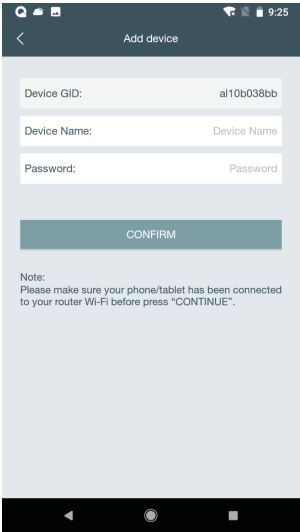 9:25
Add device
Device GID: al10b038bb
Device Name: Device Name
Password: Password
CONFIRM
Note:
Please make sure your phone/tablet has been connected
to your router Wi-Fi before press “CONTINUE”.